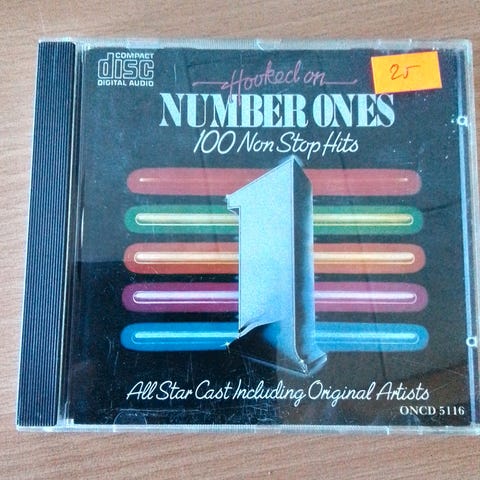 COMPACT
disc
DIGITAL AUDIO
Hooked on
25
NUMBER ONES
100 Non Stop Hits
1
All Star Cast Including Original Artists
ONCD 5116